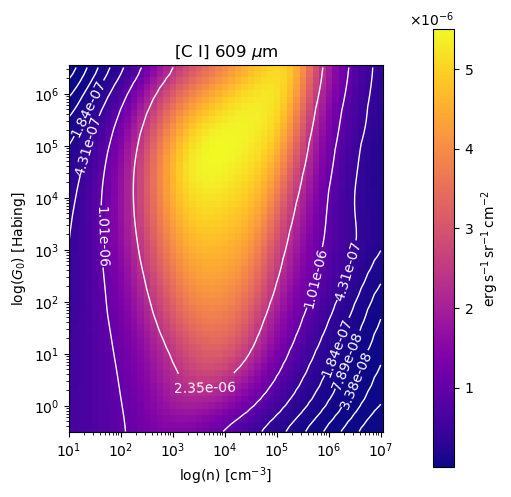 ×10⁻⁶
[C I] 609 μm
1.84e-07
4.31e-07
1.01e-06
2.35e-06
1.01e-06
4.31e-07
1.84e-07
7.89e-08
3.38e-08
10⁶
10⁵
10⁴
10³
10²
10¹
10⁰
log(G₀) [Habing]
10¹ 10² 10³ 10⁴ 10⁵ 10⁶ 10⁷
log(n) [cm⁻³]
5
4
3
2
1
erg s⁻¹ sr⁻¹ cm⁻²